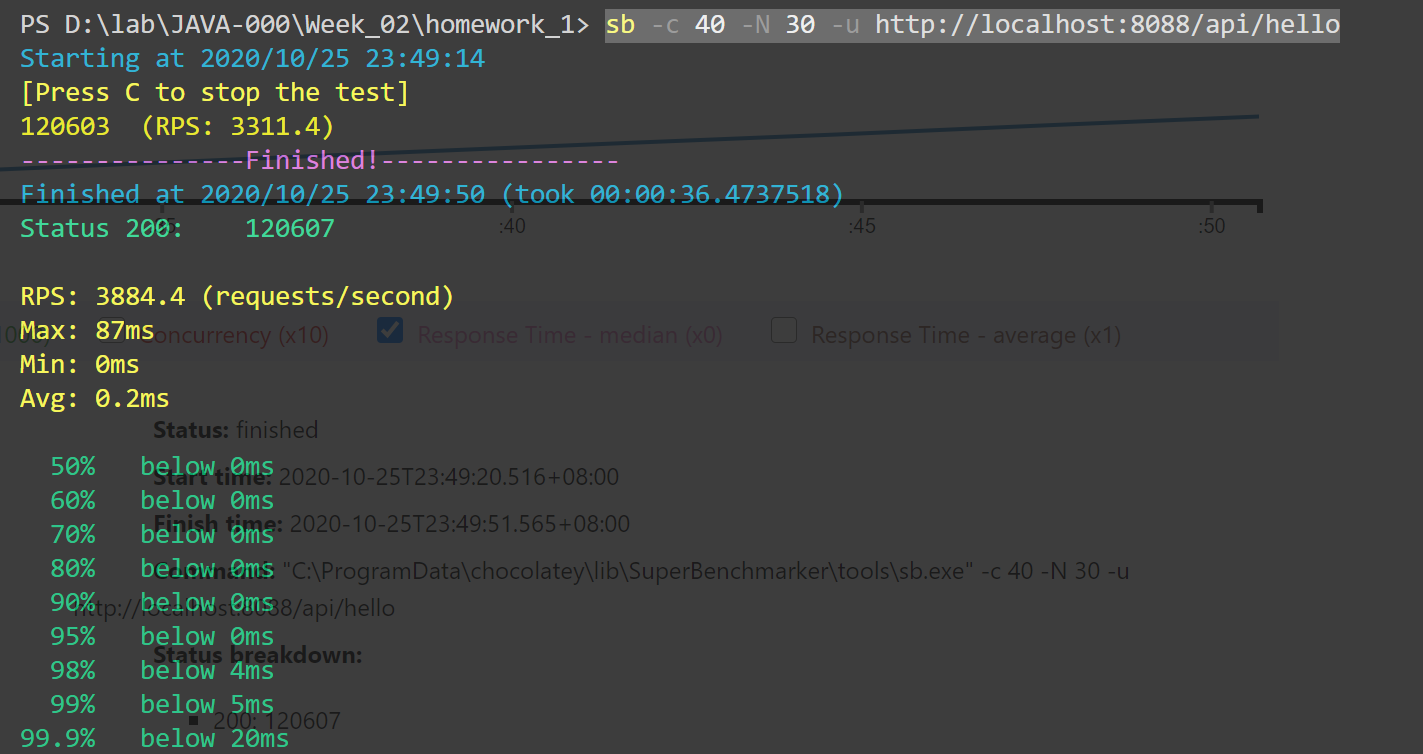 PS D:\lab\JAVA-000\Week_02\homework_1> sb -c 40 -N 30 -u http://localhost:8088/api/hello
Starting at 2020/10/25 23:49:14
[Press C to stop the test]
120603  (RPS: 3311.4)
---------------Finished!----------------
Finished at 2020/10/25 23:49:50 (took 00:00:36.4737518)
Status 200:    120607
:40
:45
:50
RPS: 3884.4 (requests/second)
Max: 87ms
Concurrency (x10)
Response Time - median (x0)
Response Time - average (x1)
Min: 0ms
Avg: 0.2ms
Status: finished
50%   below 0ms
Start time: 2020-10-25T23:49:20.516+08:00
60%   below 0ms
Finish time: 2020-10-25T23:49:51.565+08:00
70%   below 0ms
80%   below 0ms
"C:\ProgramData\chocolatey\lib\SuperBenchmarker\tools\sb.exe" -c 40 -N 30 -u
90%   below 0ms
http://localhost:8088/api/hello
95%   below 0ms
Status breakdown:
98%   below 4ms
99%   below 5ms
200: 120607
99.9%   below 20ms